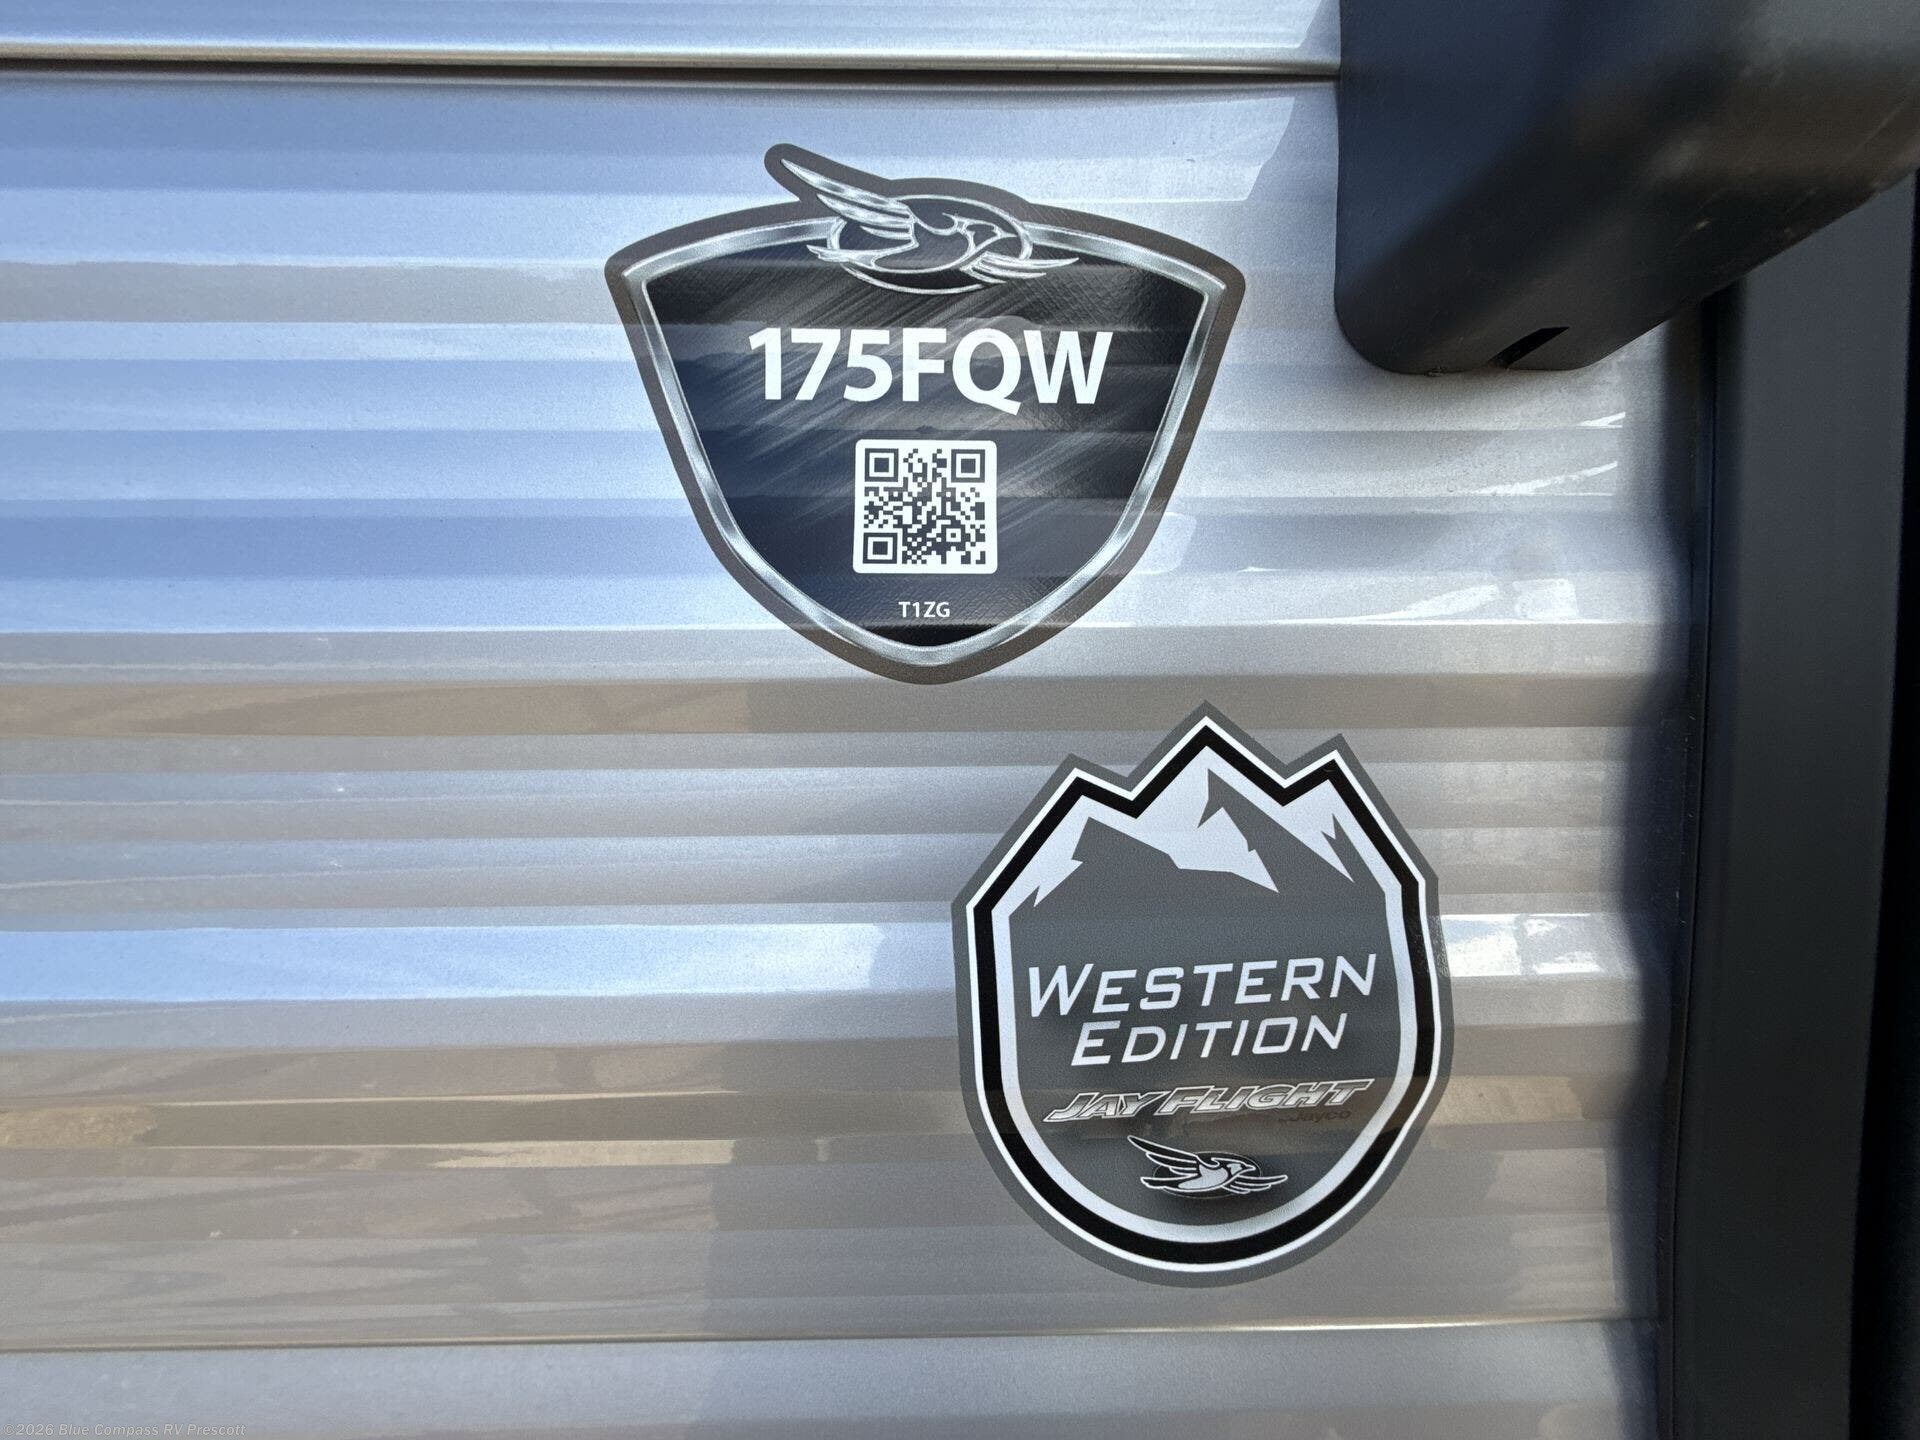 175FQW
T1ZG
WESTERN
EDITION
JAY FLIGHT
Jayco
©2026 Blue Compass RV Prescott